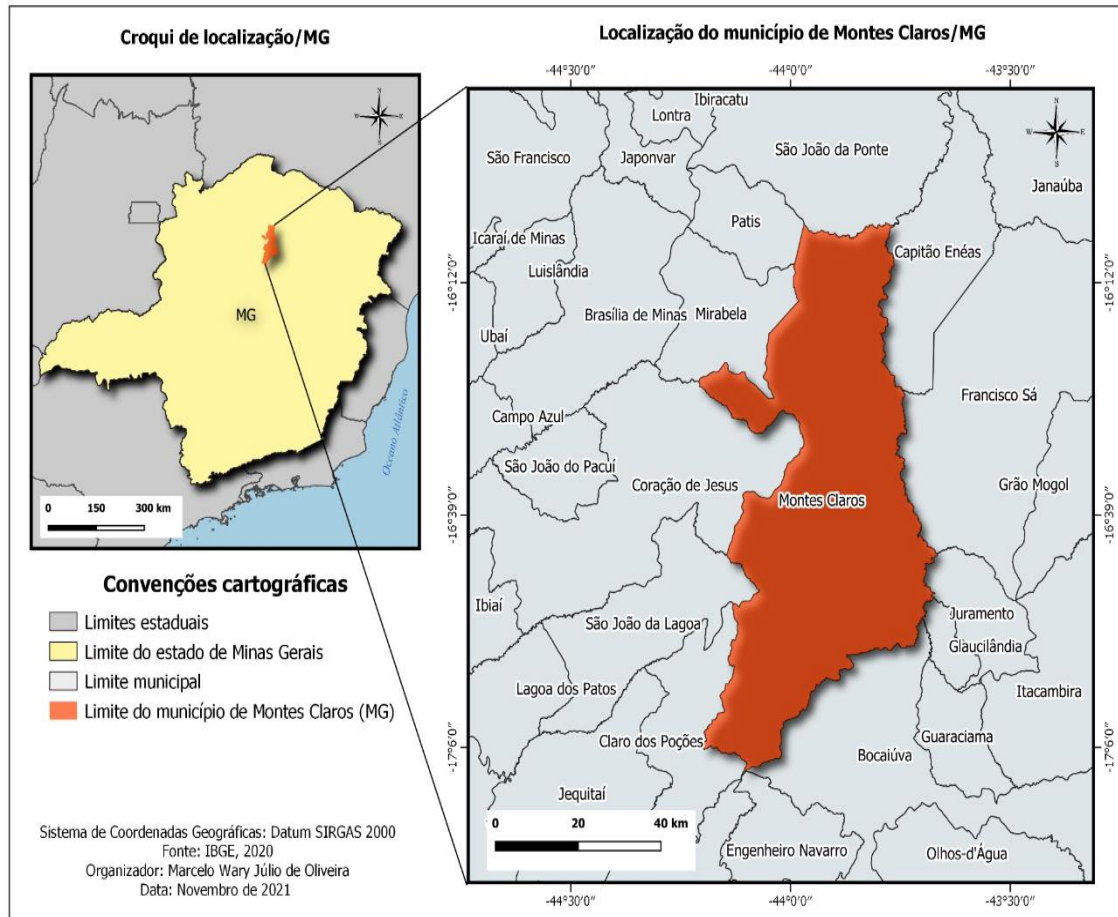 Croqui de localização/MG
MG
Oceano Atlântico
0 150 300 km
N
W E
S
Convenções cartográficas
Limites estaduais
Limite do estado de Minas Gerais
Limite municipal
Limite do município de Montes Claros (MG)
Sistema de Coordenadas Geográficas: Datum SIRGAS 2000
Fonte: IBGE, 2020
Organizador: Marcelo Wary Júlio de Oliveira
Data: Novembro de 2021
Localização do município de Montes Claros/MG
-44°30'0" -44°0'0" -43°30'0"
N
W E
S
Ibiracatu
Lontra
São Francisco
Japonvar
São João da Ponte
Janaúba
Patis
Icaraí de Minas
Capitão Enéas
Luislândia
-16°12'0" -16°12'0"
Brasília de Minas
Mirabela
Ubaí
Francisco Sá
Campo Azul
São João do Pacuí
Coração de Jesus
Grão Mogol
Montes Claros
-16°39'0" -16°39'0"
Ibiaí
Juramento
São João da Lagoa
Glaucilândia
Lagoa dos Patos
Itacambira
Guaraciama
Claro dos Poções
Bocaiúva
-17°6'0" -17°6'0"
Jequitaí
0 20 40 km
Engenheiro Navarro
Olhos-d'Água
-44°30'0" -44°0'0" -43°30'0"